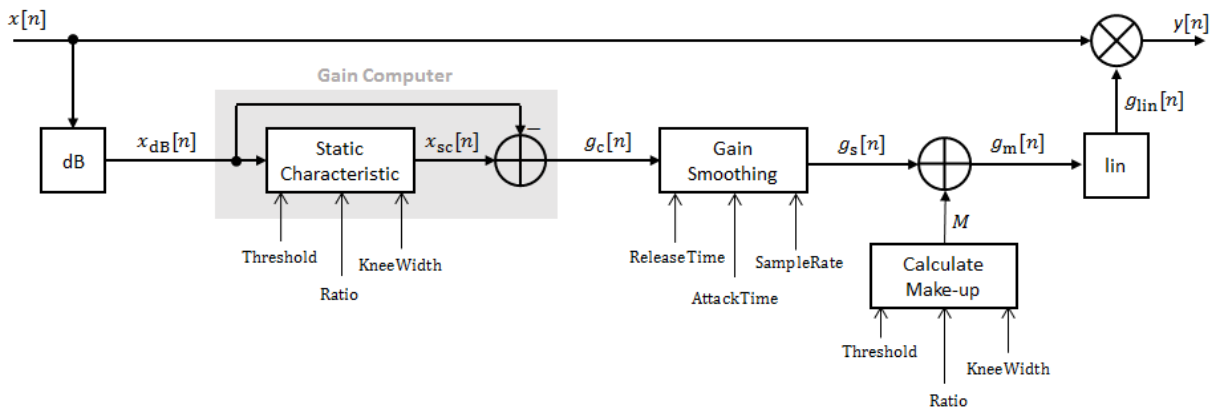 x[n]
y[n]
Gain Computer
g_lin[n]
dB
x_dB[n]
Static
Characteristic
x_sc[n]
−
g_c[n]
Gain
Smoothing
g_s[n]
g_m[n]
lin
Threshold
KneeWidth
Ratio
ReleaseTime
SampleRate
AttackTime
M
Calculate
Make-up
Threshold
KneeWidth
Ratio